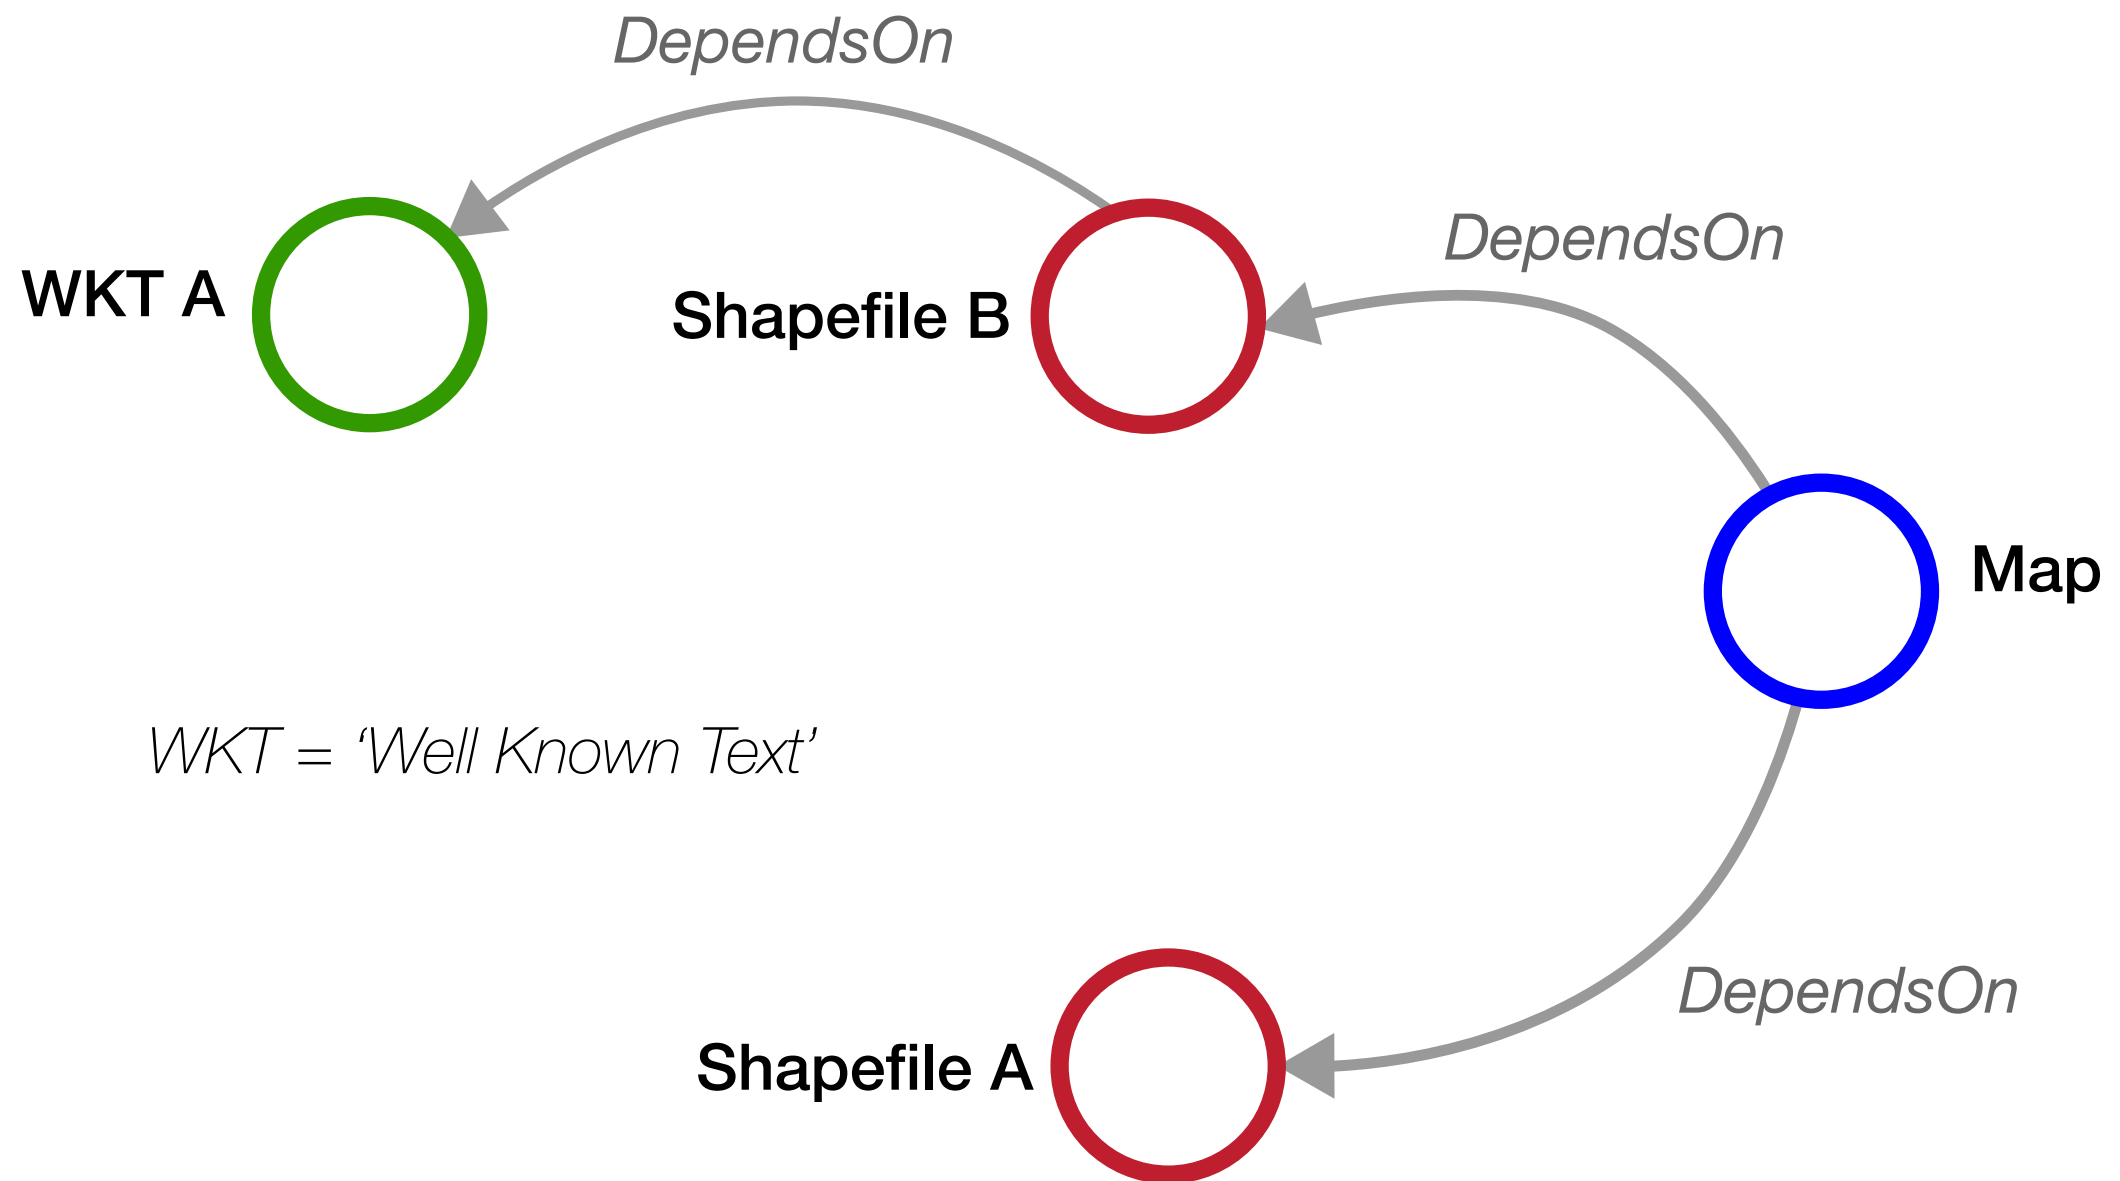 DependsOn
DependsOn
WKT A
Shapefile B
Map
WKT = ‘Well Known Text’
DependsOn
Shapefile A